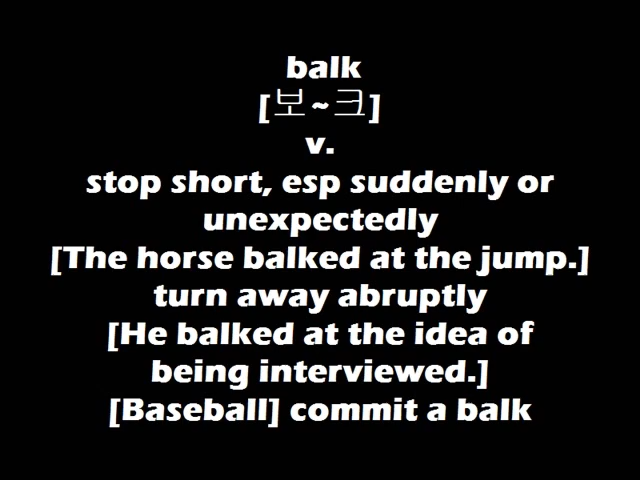 balk
[보~크]
v.
stop short, esp suddenly or
unexpectedly
[The horse balked at the jump.]
turn away abruptly
[He balked at the idea of
being interviewed.]
[Baseball] commit a balk